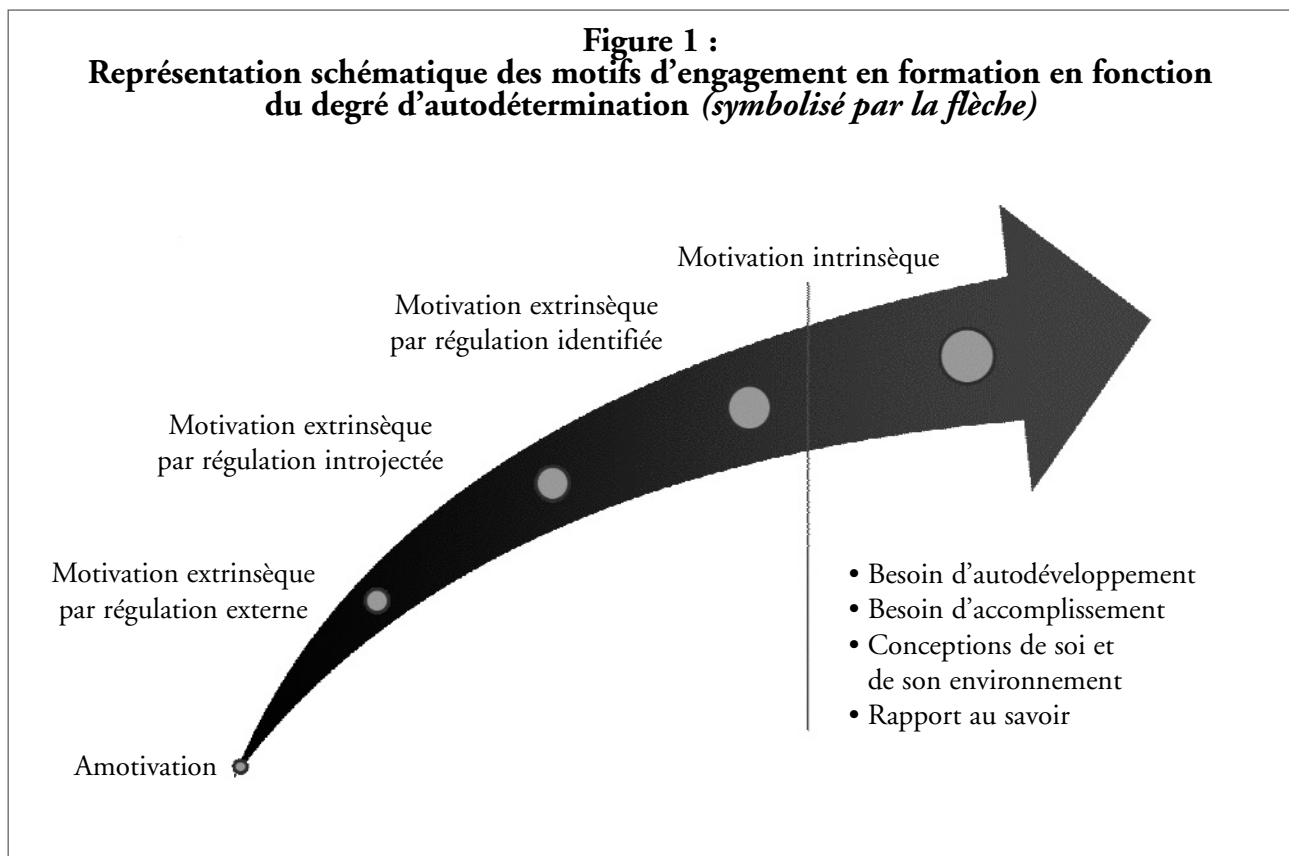 Figure 1 :
Représentation schématique des motifs d’engagement en formation en fonction
du degré d’autodétermination (symbolisé par la flèche)
Motivation intrinsèque
Motivation extrinsèque
par régulation identifiée
Motivation extrinsèque
par régulation introjectée
Motivation extrinsèque
par régulation externe
Amotivation
• Besoin d’autodéveloppement
• Besoin d’accomplissement
• Conceptions de soi et
de son environnement
• Rapport au savoir